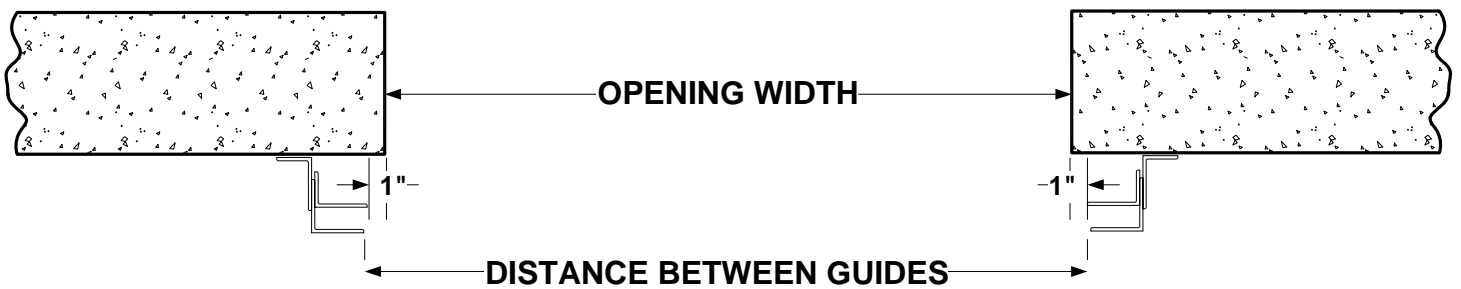 OPENING WIDTH
1" 1"
DISTANCE BETWEEN GUIDES